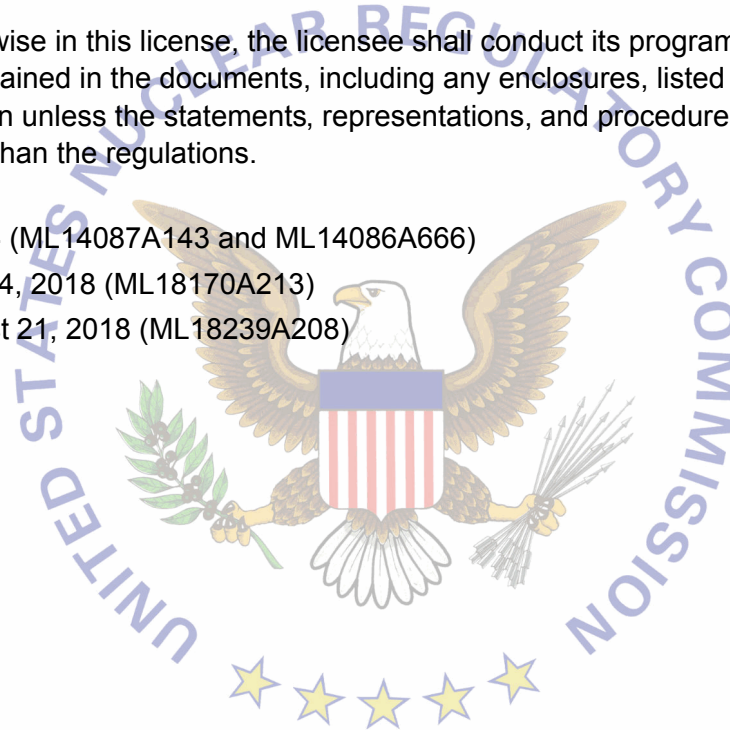 wise in this license, the licensee shall conduct its program
tained in the documents, including any enclosures, listed
n unless the statements, representations, and procedure
than the regulations.
(ML14087A143 and ML14086A666)
4, 2018 (ML18170A213)
t 21, 2018 (ML18239A208)
UNITED STATES NUCLEAR REGULATORY COMMISSION